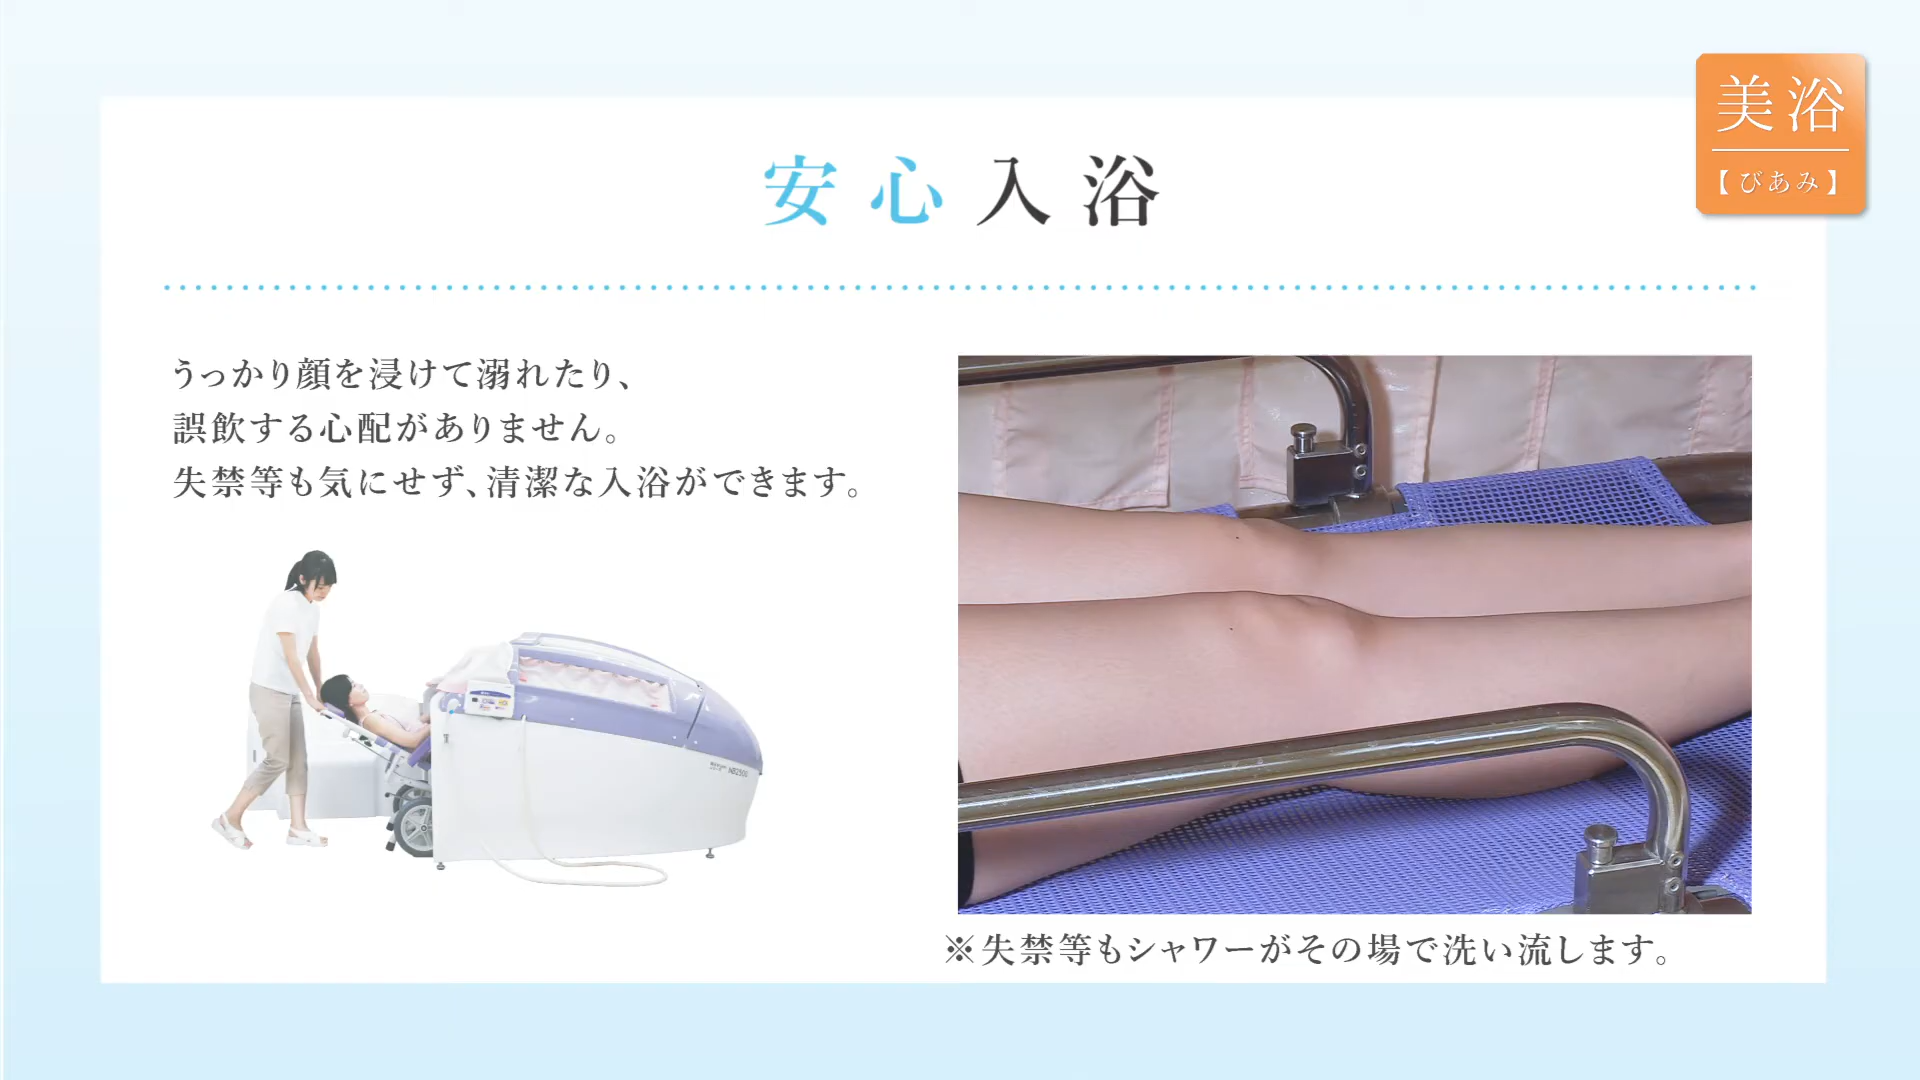 美浴
【びあみ】
安心入浴
うっかり顔を浸けて溺れたり、
誤飲する心配がありません。
失禁等も気にせず、清潔な入浴ができます。
HB2500
※失禁等もシャワーがその場で洗い流します。